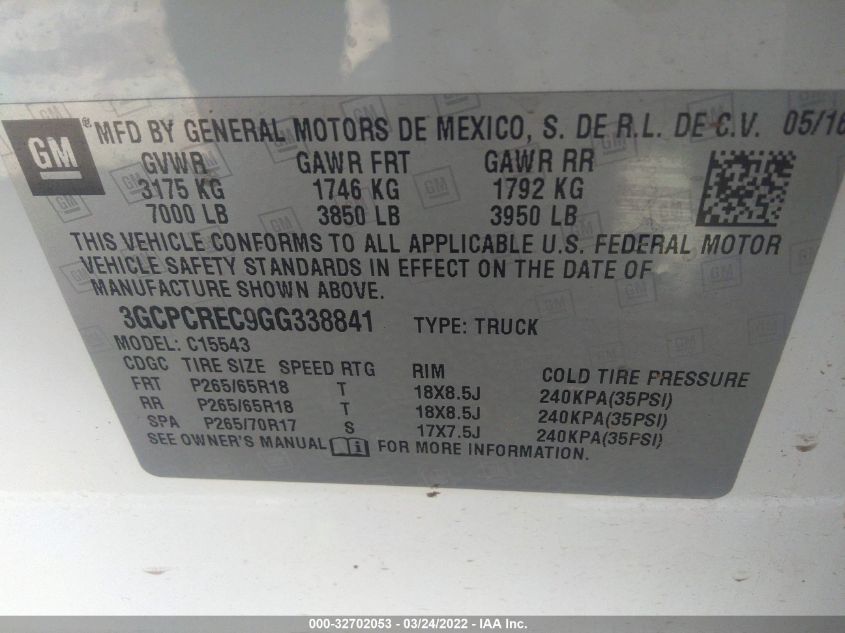 GM® MFD BY GENERAL MOTORS DE MEXICO, S. DE R.L. DE C.V. 05/16
GVWR GAWR FRT GAWR RR
3175 KG 1746 KG 1792 KG
7000 LB 3850 LB 3950 LB
THIS VEHICLE CONFORMS TO ALL APPLICABLE U.S. FEDERAL MOTOR
VEHICLE SAFETY STANDARDS IN EFFECT ON THE DATE OF
MANUFACTURE SHOWN ABOVE.
3GCPCREC9GG338841 TYPE: TRUCK
MODEL: C15543
CDGC TIRE SIZE SPEED RTG RIM COLD TIRE PRESSURE
FRT P265/65R18 T 18X8.5J 240KPA(35PSI)
RR P265/65R18 T 18X8.5J 240KPA(35PSI)
SPA P265/70R17 S 17X7.5J 240KPA(35PSI)
SEE OWNER'S MANUAL FOR MORE INFORMATION.
000-32702053 - 03/24/2022 - IAA Inc.